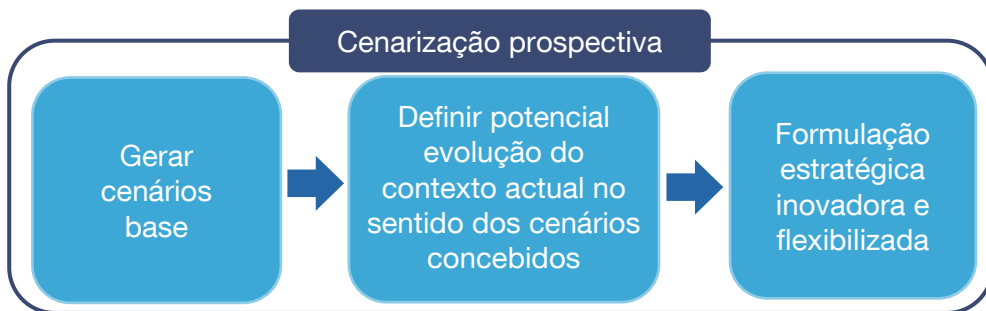 Cenarização prospectiva
Gerar
cenários
base
Definir potencial
evolução do
contexto actual no
sentido dos cenários
concebidos
Formulação
estratégica
inovadora e
flexibilizada